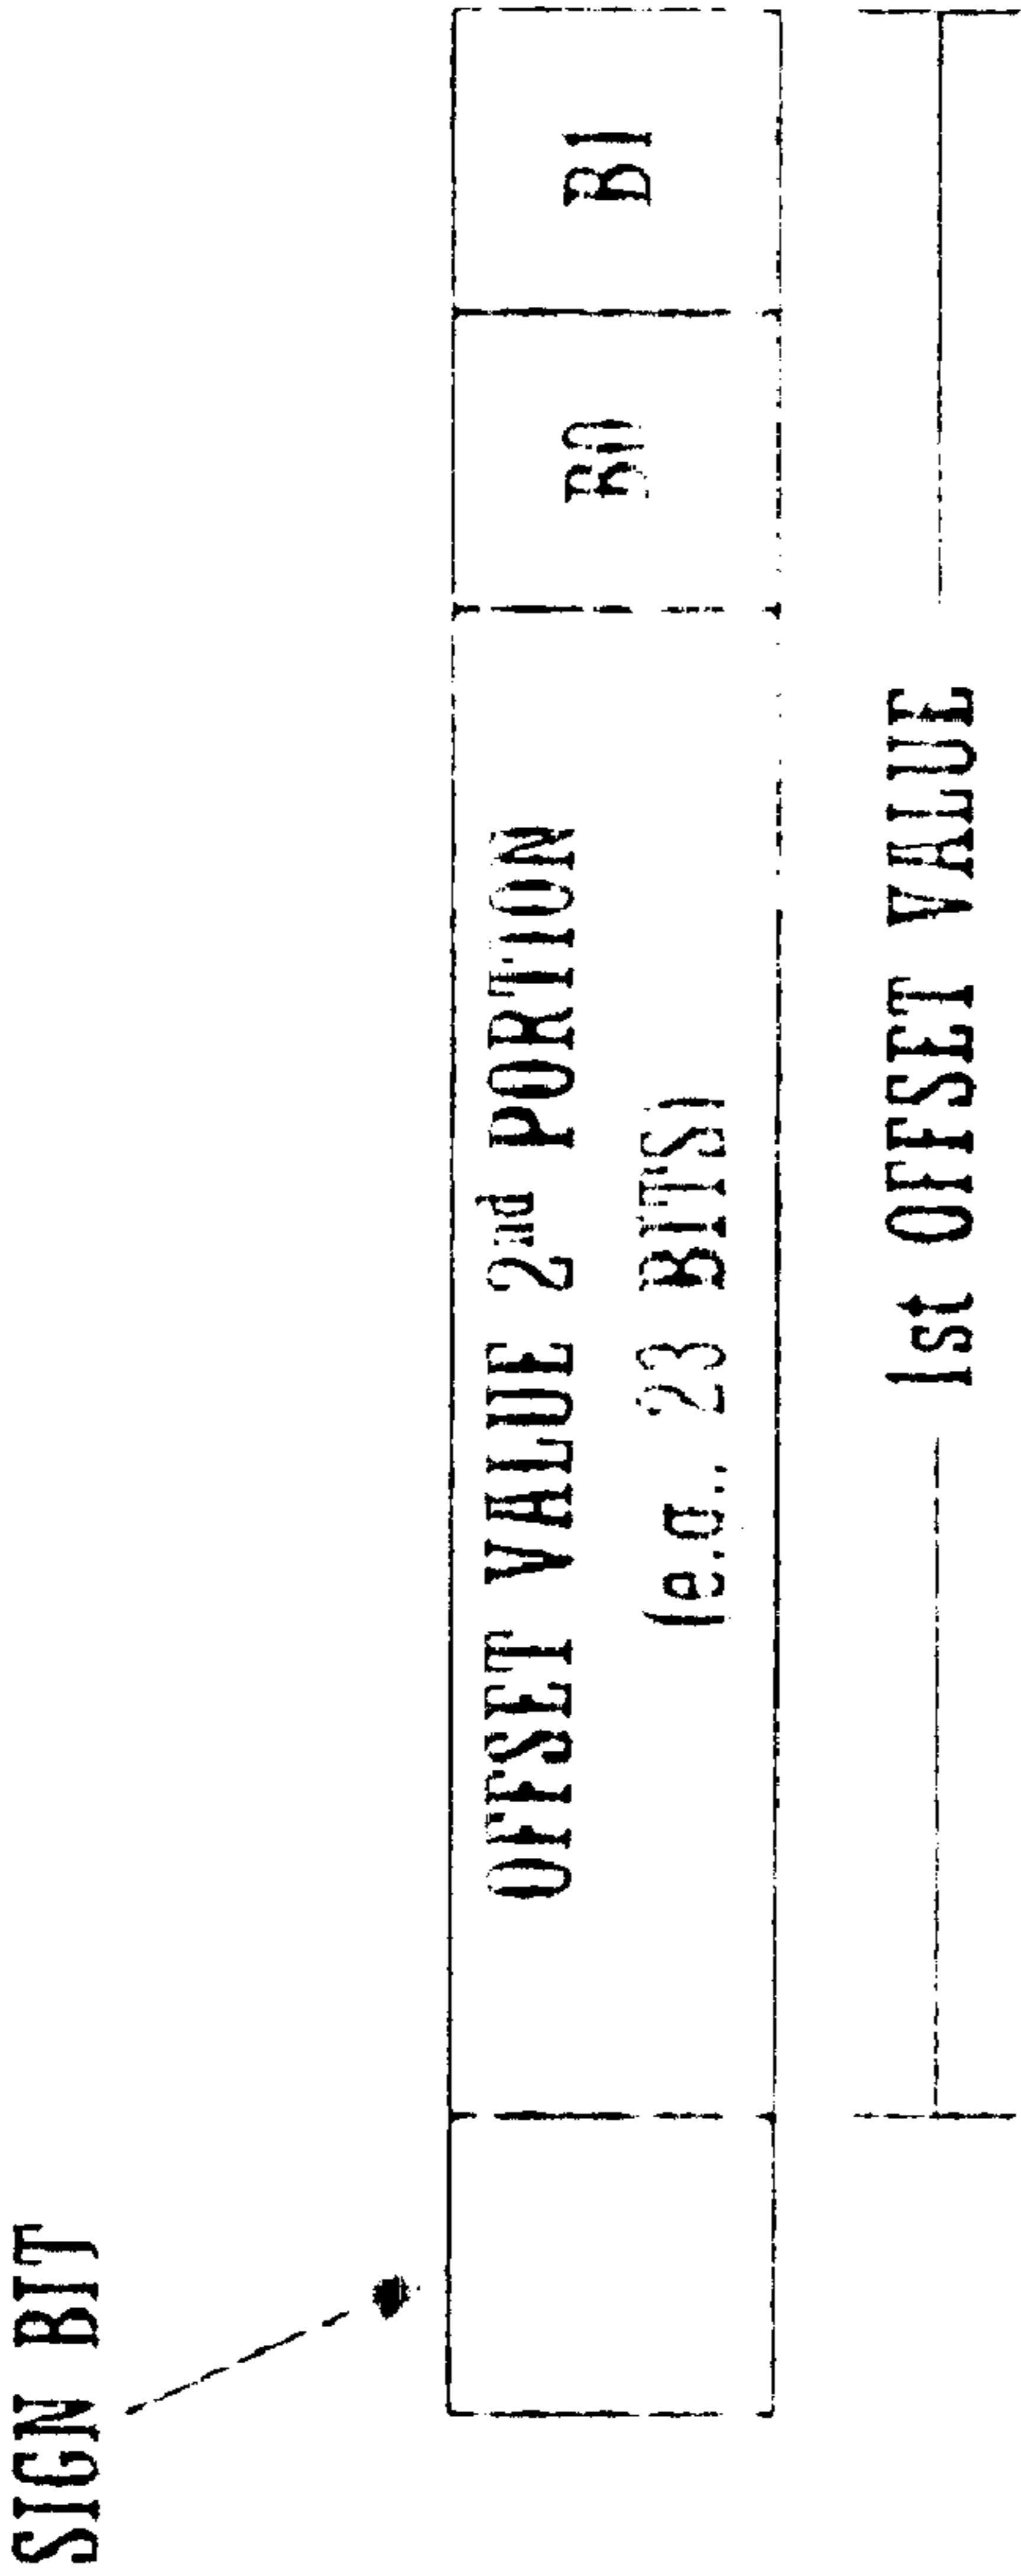 SIGN BIT
OFFSET VALUE 2nd PORTION
(e.g., 23 BITS)
B0
B1
1st OFFSET VALUE